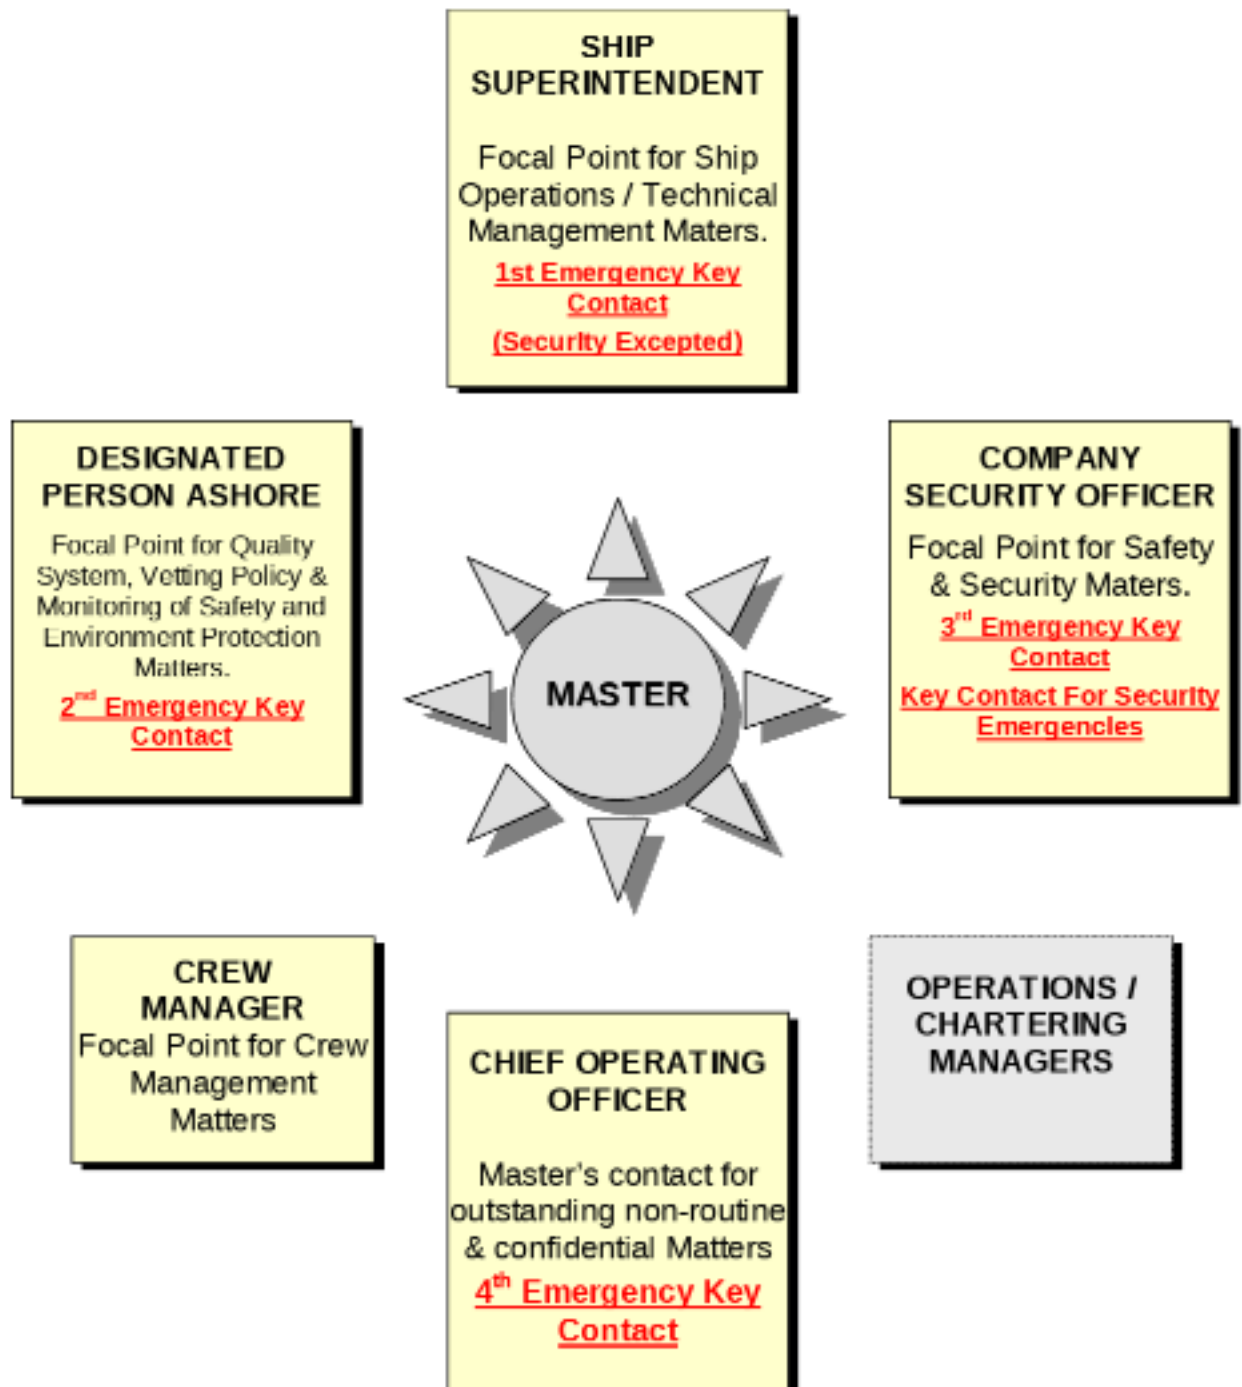 SHIP
SUPERINTENDENT
Focal Point for Ship
Operations / Technical
Management Maters.
1st Emergency Key
Contact
(Security Excepted)
DESIGNATED
PERSON ASHORE
Focal Point for Quality
System, Vetting Policy &
Monitoring of Safety and
Environment Protection
Matters.
2nd Emergency Key
Contact
COMPANY
SECURITY OFFICER
Focal Point for Safety
& Security Maters.
3rd Emergency Key
Contact
Key Contact For Security
Emergencies
MASTER
CREW
MANAGER
Focal Point for Crew
Management
Matters
CHIEF OPERATING
OFFICER
Master's contact for
outstanding non-routine
& confidential Matters
4th Emergency Key
Contact
OPERATIONS /
CHARTERING
MANAGERS